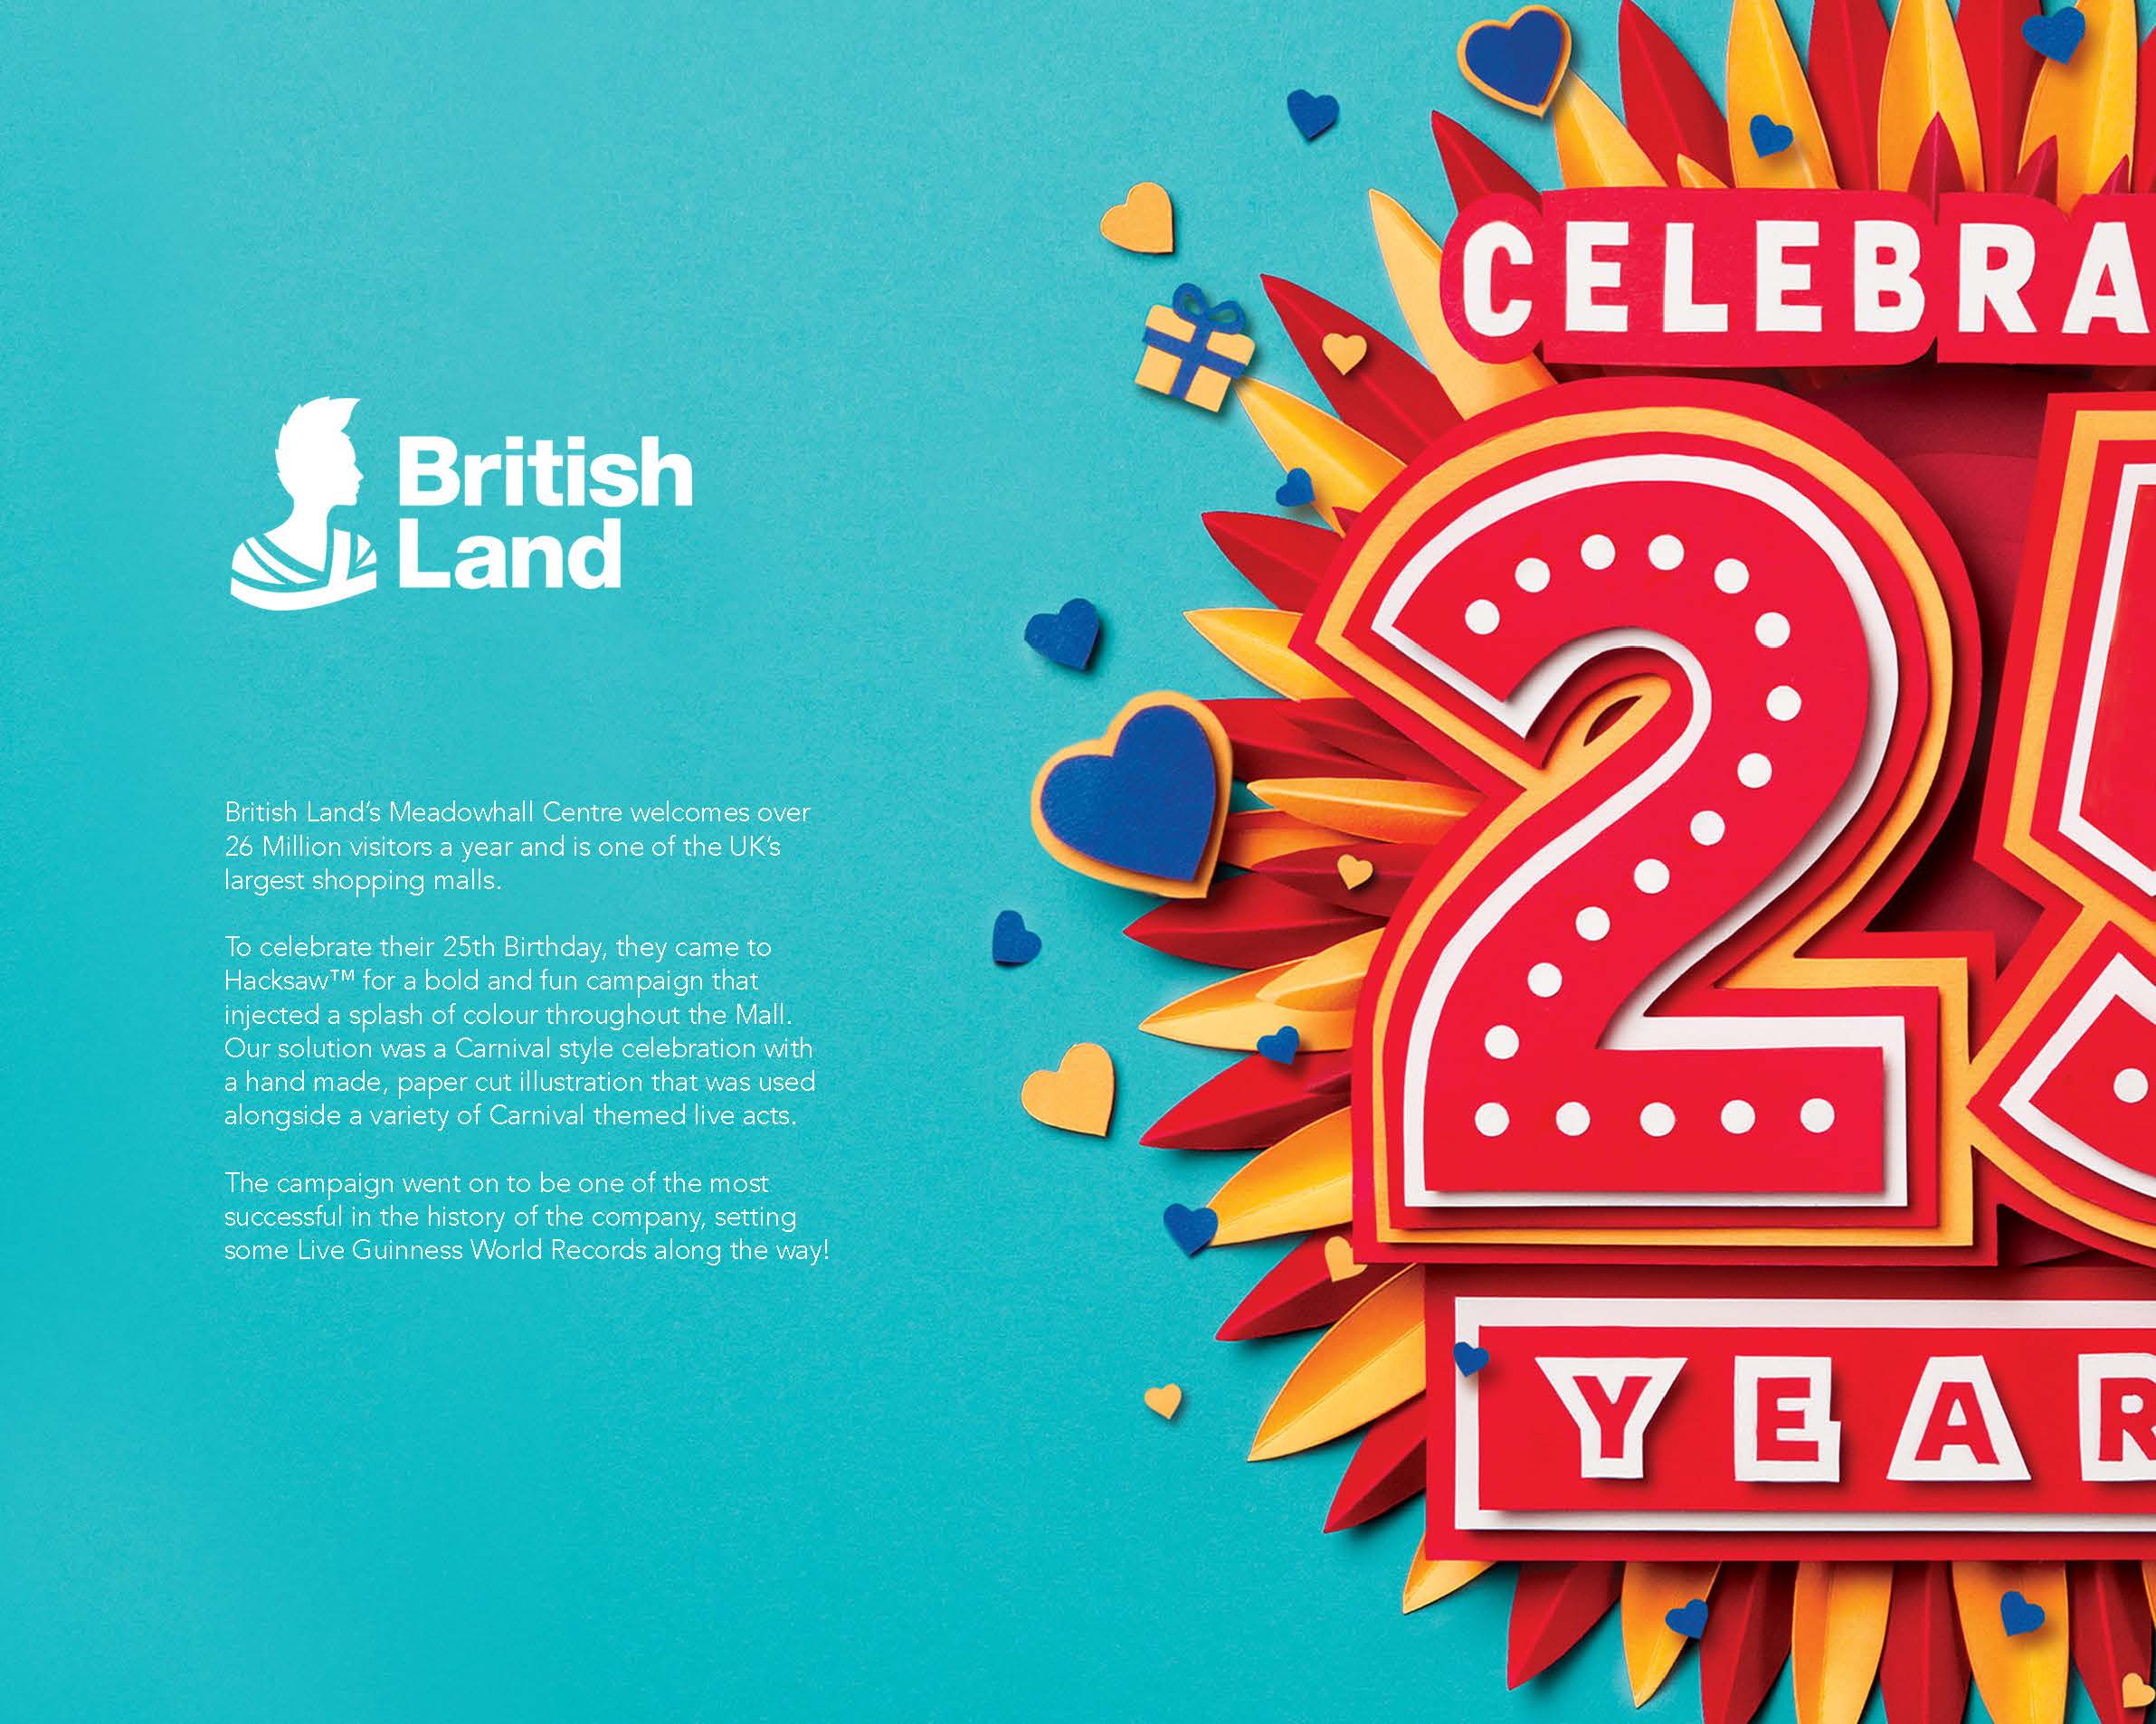 British
Land
British Land's Meadowhall Centre welcomes over
26 Million visitors a year and is one of the UK's
largest shopping malls.
To celebrate their 25th Birthday, they came to
Hacksaw™ for a bold and fun campaign that
injected a splash of colour throughout the Mall.
Our solution was a Carnival style celebration with
a hand made, paper cut illustration that was used
alongside a variety of Carnival themed live acts.
The campaign went on to be one of the most
successful in the history of the company, setting
some Live Guinness World Records along the way!
CELEBRA
25
YEAR